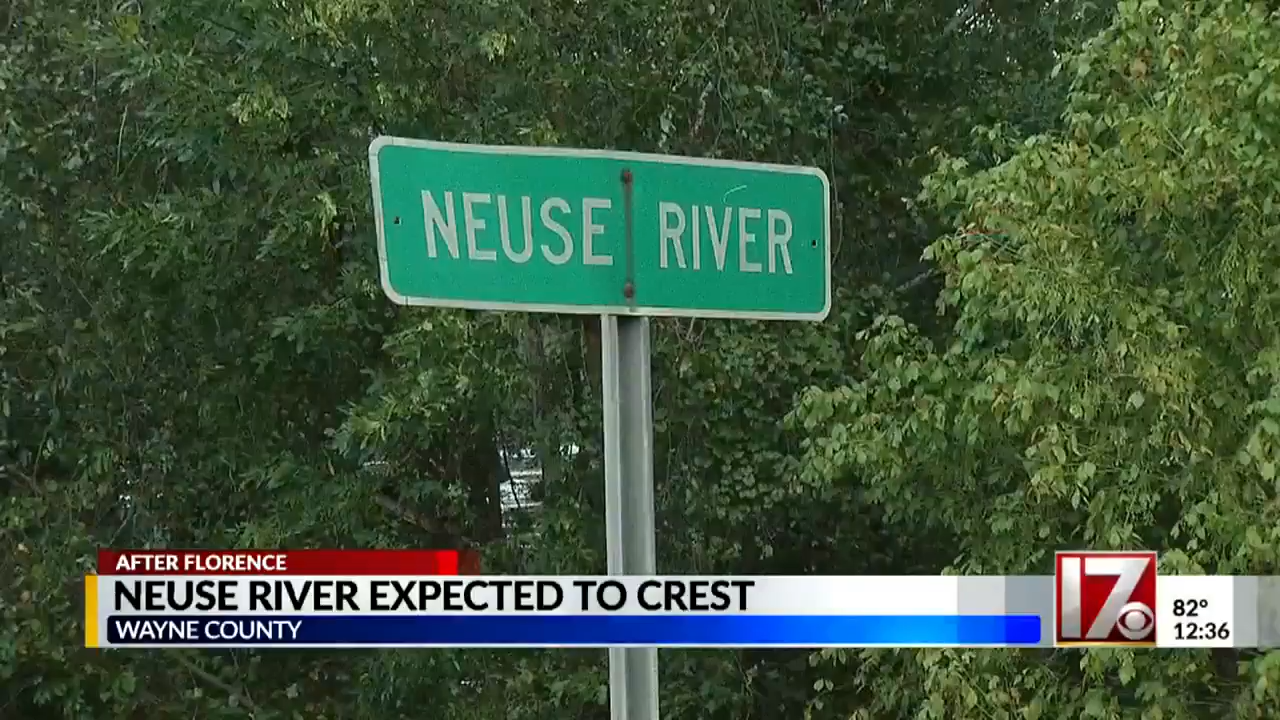 NEUSE RIVER
AFTER FLORENCE
NEUSE RIVER EXPECTED TO CREST
WAYNE COUNTY
17
82°
12:36